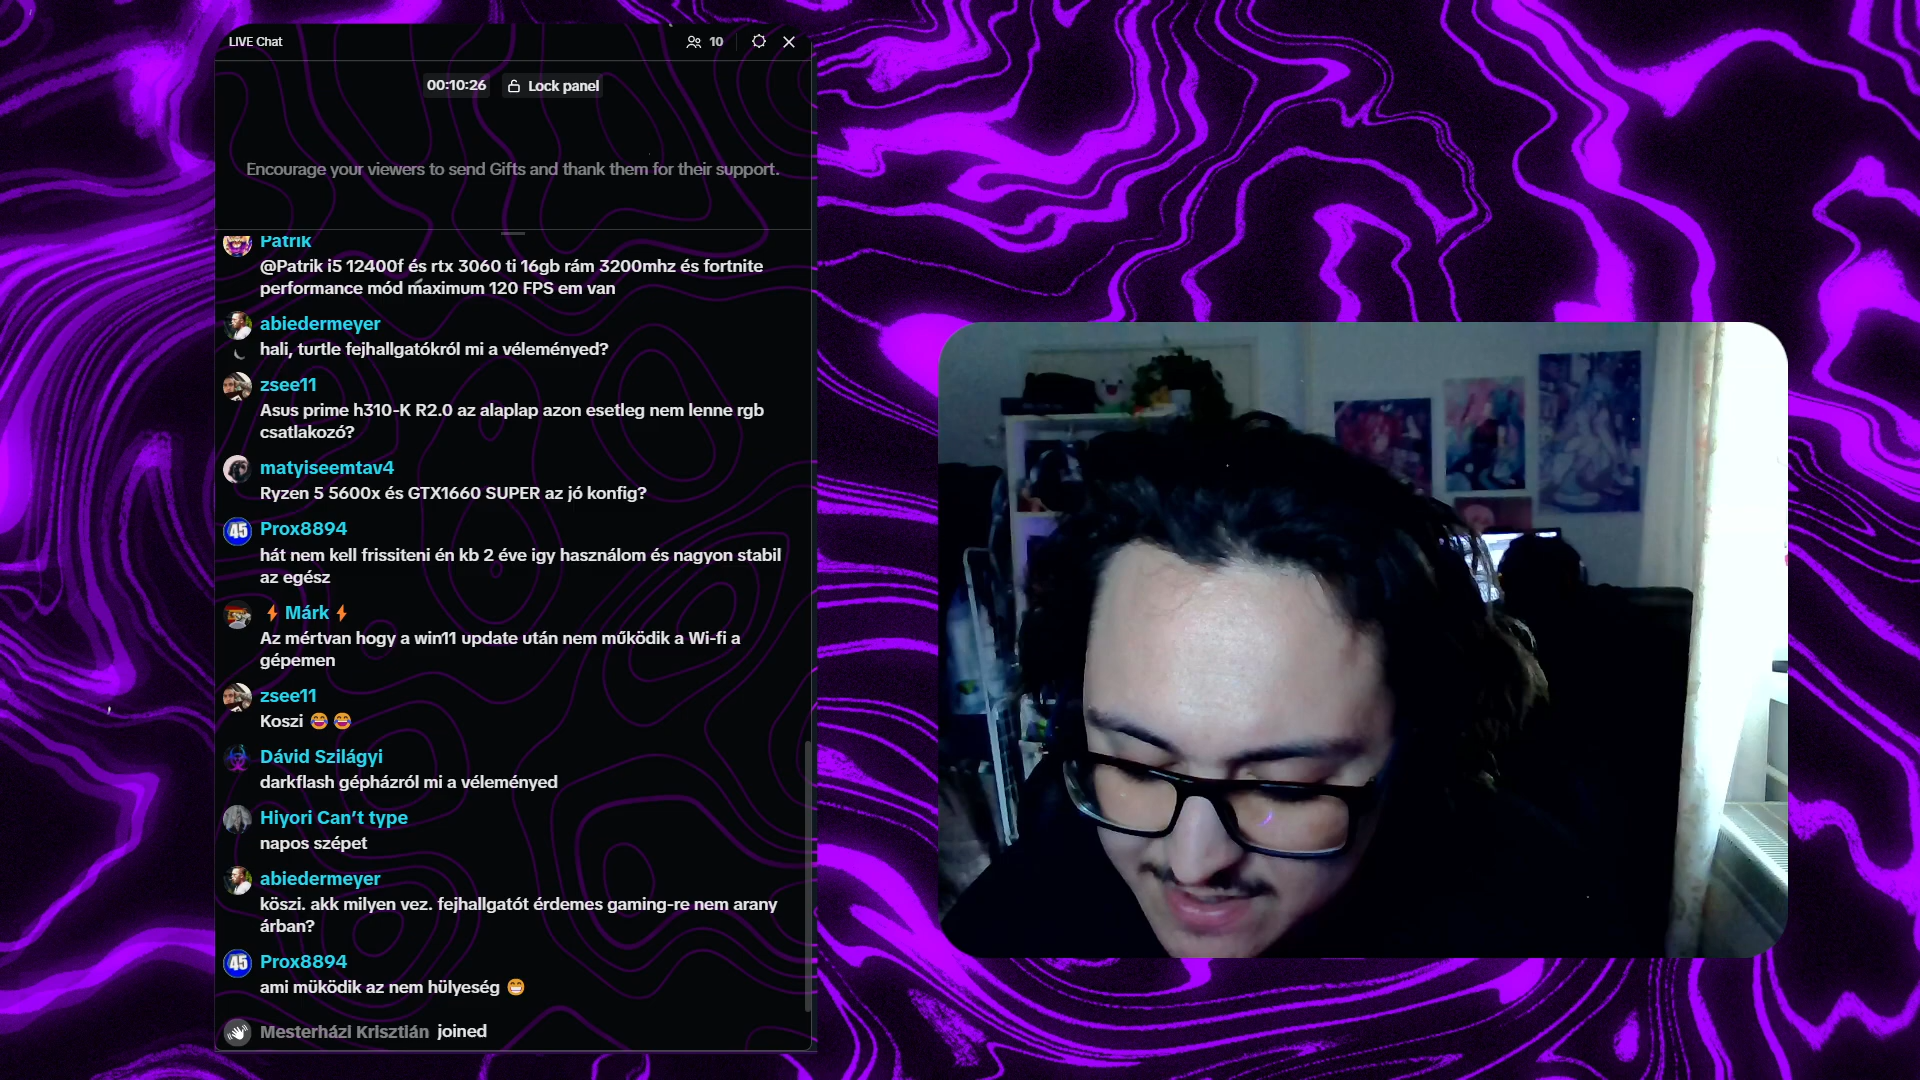 LIVE Chat
10
00:10:26
Lock panel
Encourage your viewers to send Gifts and thank them for their support.
Patrik
@Patrik i5 12400f és rtx 3060 ti 16gb rám 3200mhz és fortnite
performance mód maximum 120 FPS em van
abiedermeyer
hali, turtle fejhallgatókról mi a véleményed?
zsee11
Asus prime h310-K R2.0 az alaplap azon esetleg nem lenne rgb
csatlakozó?
matyiseemtav4
Ryzen 5 5600x és GTX1660 SUPER az jó konfig?
45
Prox8894
hát nem kell frissiteni én kb 2 éve igy használom és nagyon stabil
az egész
⚡ Márk ⚡
Az mértvan hogy a win11 update után nem működik a Wi-fi a
gépemen
zsee11
Koszi 😂😂
Dávid Szilágyi
darkflash gépházról mi a véleményed
Hiyori Can't type
napos szépet
abiedermeyer
köszi. akk milyen vez. fejhallgatót érdemes gaming-re nem arany
árban?
45
Prox8894
ami müködik az nem hülyeség 😁
Mesterházi Krisztián joined